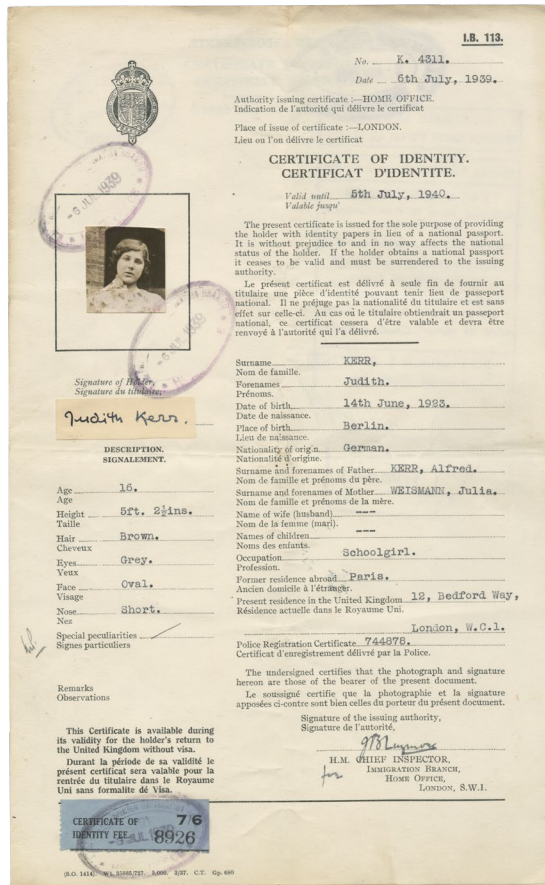 I.B. 113.
No. K. 4311.
Date 6th July, 1939.
Authority issuing certificate :—HOME OFFICE.
Indication de l'autorité qui délivre le certificat
Place of issue of certificate :—LONDON.
Lieu ou l'on délivre le certificat
CERTIFICATE OF IDENTITY.
CERTIFICAT D'IDENTITE.
Valid until 5th July, 1940.
Valable jusqu'
The present certificate is issued for the sole purpose of providing
the holder with identity papers in lieu of a national passport.
It is without prejudice to and in no way affects the national
status of the holder. If the holder obtains a national passport
it ceases to be valid and must be surrendered to the issuing
authority.
Le présent certificat est délivré à seule fin de fournir au
titulaire une pièce d'identité pouvant tenir lieu de passeport
national. Il ne préjuge pas la nationalité du titulaire et est sans
effet sur celle-ci. Au cas où le titulaire obtiendrait un passeport
national, ce certificat cessera d'être valable et devra être
renvoyé à l'autorité qui l'a délivré.
-6 JUL 1939
-6 JUL 1939
Signature of Holder,
Signature du titulaire.
Judith Kerr.
DESCRIPTION.
SIGNALEMENT.
Age 16.
Age
Height 5ft. 2½ins.
Taille
Hair Brown.
Cheveux
Eyes Grey.
Yeux
Face Oval.
Visage
Nose Short.
Nez
Special peculiarities
Signes particuliers
Remarks
Observations
Surname KERR,
Nom de famille.
Forenames Judith.
Prénoms.
Date of birth 14th June, 1923.
Date de naissance.
Place of birth Berlin.
Lieu de naissance.
Nationality of origin German.
Nationalité d'origine.
Surname and forenames of Father KERR, Alfred.
Nom de famille et prénoms du père.
Surname and forenames of Mother WEISMANN, Julia.
Nom de famille et prénoms de la mère.
Name of wife (husband) ---
Nom de la femme (mari).
Names of children ---
Noms des enfants.
Occupation Schoolgirl.
Profession.
Former residence abroad Paris.
Ancien domicile à l'étranger.
Present residence in the United Kingdom 12, Bedford Way,
Résidence actuelle dans le Royaume Uni.
London, W.C.1.
Police Registration Certificate 744878.
Certificat d'enregistrement délivré par la Police.
The undersigned certifies that the photograph and signature
hereon are those of the bearer of the present document.
Le soussigné certifie que la photographie et la signature
apposées ci-contre sont bien celles du porteur du présent document.
Signature of the issuing authority,
Signature de l'autorité,
for
H.M. CHIEF INSPECTOR,
IMMIGRATION BRANCH,
HOME OFFICE,
LONDON, S.W.1.
This Certificate is available during
its validity for the holder's return to
the United Kingdom without visa.
Durant la période de sa validité le
présent certificat sera valable pour la
rentrée du titulaire dans le Royaume
Uni sans formalité de Visa.
CERTIFICATE OF 7/6
IDENTITY FEE 8926